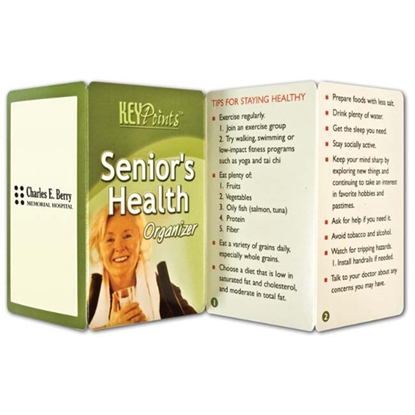 Charles E. Berry
MEMORIAL HOSPITAL
KEYPoints™
Senior's
Health
Organizer
TIPS FOR STAYING HEALTHY
Exercise regularly.
1. Join an exercise group
2. Try walking, swimming or
low-impact fitness programs
such as yoga and tai chi
Eat plenty of:
1. Fruits
2. Vegetables
3. Oily fish (salmon, tuna)
4. Protein
5. Fiber
Eat a variety of grains daily,
especially whole grains.
Choose a diet that is low in
saturated fat and cholesterol,
and moderate in total fat.
1
Prepare foods with less salt.
Drink plenty of water.
Get the sleep you need.
Stay socially active.
Keep your mind sharp by
exploring new things and
continuing to take an interest
in favorite hobbies and
pastimes.
Ask for help if you need it.
Avoid tobacco and alcohol.
Watch for tripping hazards.
1. Install handrails if needed.
Talk to your doctor about any
concerns you may have.
2